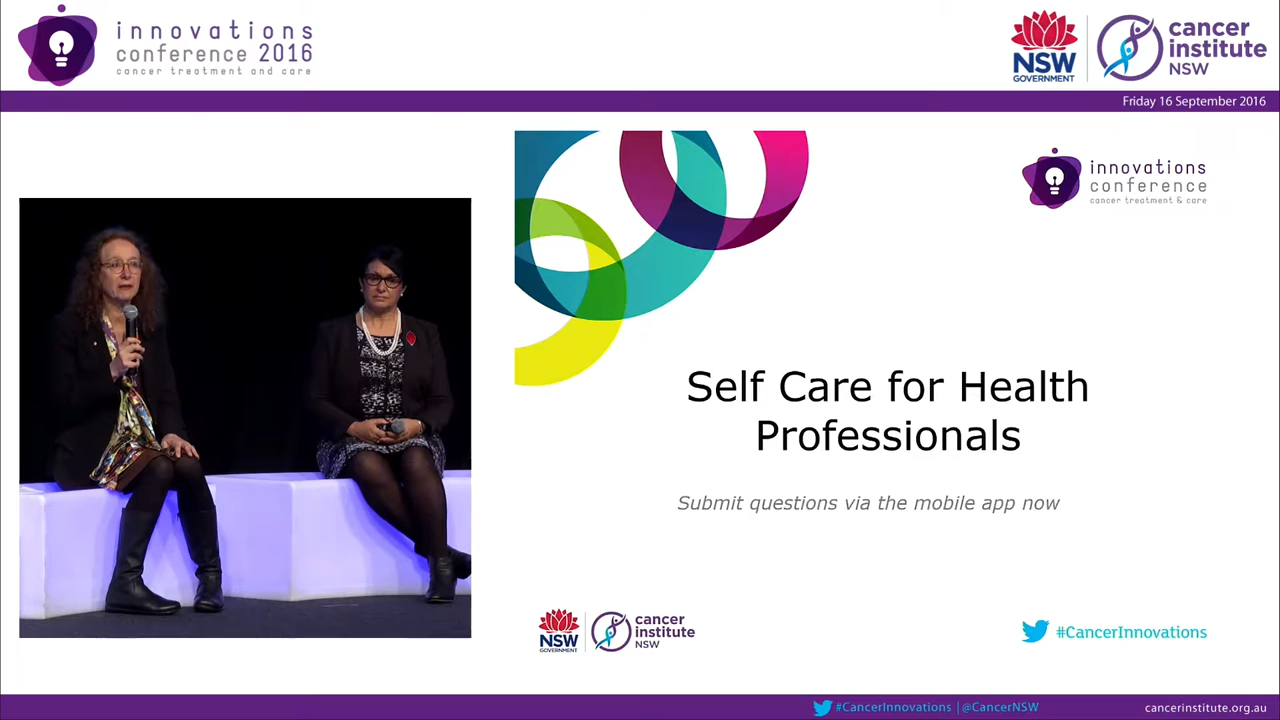 innovations
conference 2016
cancer treatment and care
NSW
GOVERNMENT
cancer
institute
NSW
Friday 16 September 2016
innovations
conference
cancer treatment & care
Self Care for Health
Professionals
Submit questions via the mobile app now
NSW
GOVERNMENT
cancer
institute
NSW
#CancerInnovations
#CancerInnovations | @CancerNSW
cancerinstitute.org.au